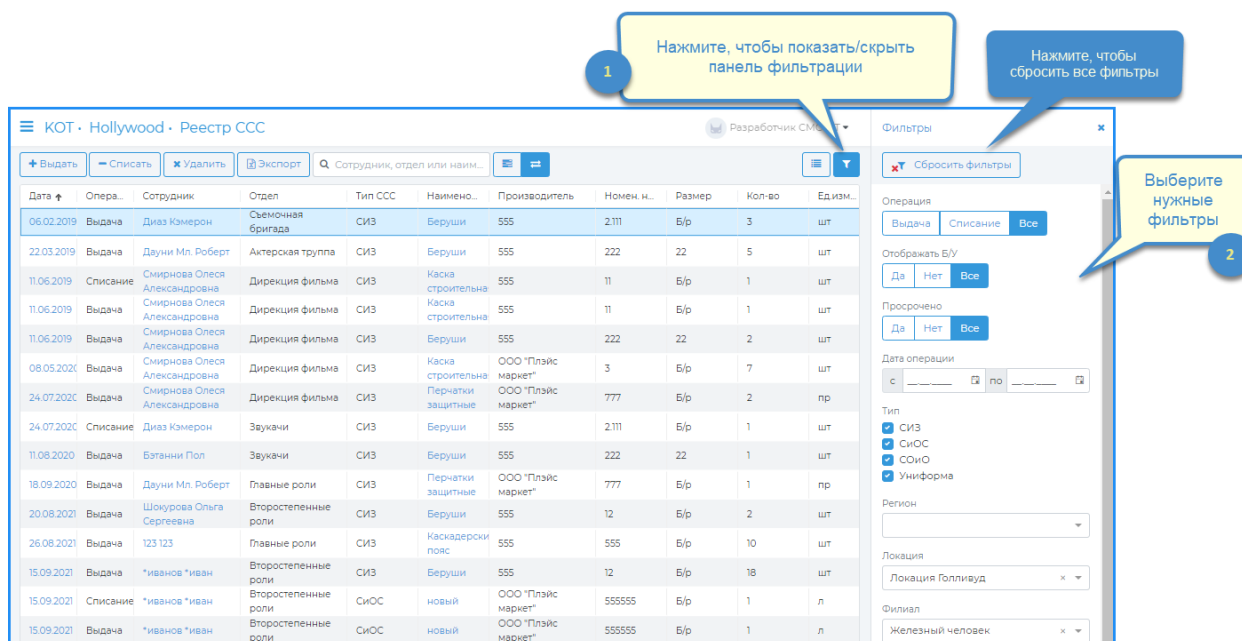 Нажмите, чтобы показать/скрыть
панель фильтрации
1
Нажмите, чтобы
сбросить все фильтры
КОТ · Hollywood · Реестр ССС
Разработчик СМ
Выдать Списать Удалить Экспорт Сотрудник, отдел или наим...
Дата Опера... Сотрудник Отдел Тип ССС Наимено... Производитель Номен. н... Размер Кол-во Ед.изм...
06.02.2019 Выдача Диаз Кэмерон Съемочная бригада СИЗ Беруши 555 2.111 Б/р 3 шт
22.03.2019 Выдача Дауни Мл. Роберт Актерская труппа СИЗ Беруши 555 222 22 5 шт
11.06.2019 Списание Смирнова Олеся Александровна Дирекция фильма СИЗ Каска строительна 555 11 Б/р 1 шт
11.06.2019 Выдача Смирнова Олеся Александровна Дирекция фильма СИЗ Каска строительна 555 11 Б/р 1 шт
11.06.2019 Выдача Смирнова Олеся Александровна Дирекция фильма СИЗ Беруши 555 222 22 2 шт
08.05.2020 Выдача Смирнова Олеся Александровна Дирекция фильма СИЗ Каска строительна ООО "Плэйс маркет" 3 Б/р 7 шт
24.07.2020 Выдача Смирнова Олеся Александровна Дирекция фильма СИЗ Перчатки защитные ООО "Плэйс маркет" 777 Б/р 2 пр
24.07.2020 Списание Диаз Кэмерон Звукачи СИЗ Беруши 555 2.111 Б/р 1 шт
11.08.2020 Выдача Бэтанни Пол Звукачи СИЗ Беруши 555 222 22 1 шт
18.09.2020 Выдача Дауни Мл. Роберт Главные роли СИЗ Перчатки защитные ООО "Плэйс маркет" 777 Б/р 1 пр
20.08.2021 Выдача Шокурова Ольга Сергеевна Второстепенные роли СИЗ Беруши 555 12 Б/р 2 шт
26.08.2021 Выдача 123 123 Главные роли СИЗ Каскадерски пояс 555 555 Б/р 10 шт
15.09.2021 Выдача *иванов *иван Второстепенные роли СИЗ Беруши 555 12 Б/р 18 шт
15.09.2021 Списание *иванов *иван Второстепенные роли СиОС новый ООО "Плэйс маркет" 555555 Б/р 1 л
15.09.2021 Выдача *иванов *иван Второстепенные роли СиОС новый ООО "Плэйс маркет" 555555 Б/р 1 л
Фильтры
Сбросить фильтры
Операция
Выдача Списание Все
Отображать Б/У
Да Нет Все
Просрочено
Да Нет Все
Дата операции
с __.__.____ по __.__.____
Тип
СИЗ
СиОС
СОиО
Униформа
Регион
Локация
Локация Голливуд
Филиал
Железный человек
Выберите
нужные
фильтры
2